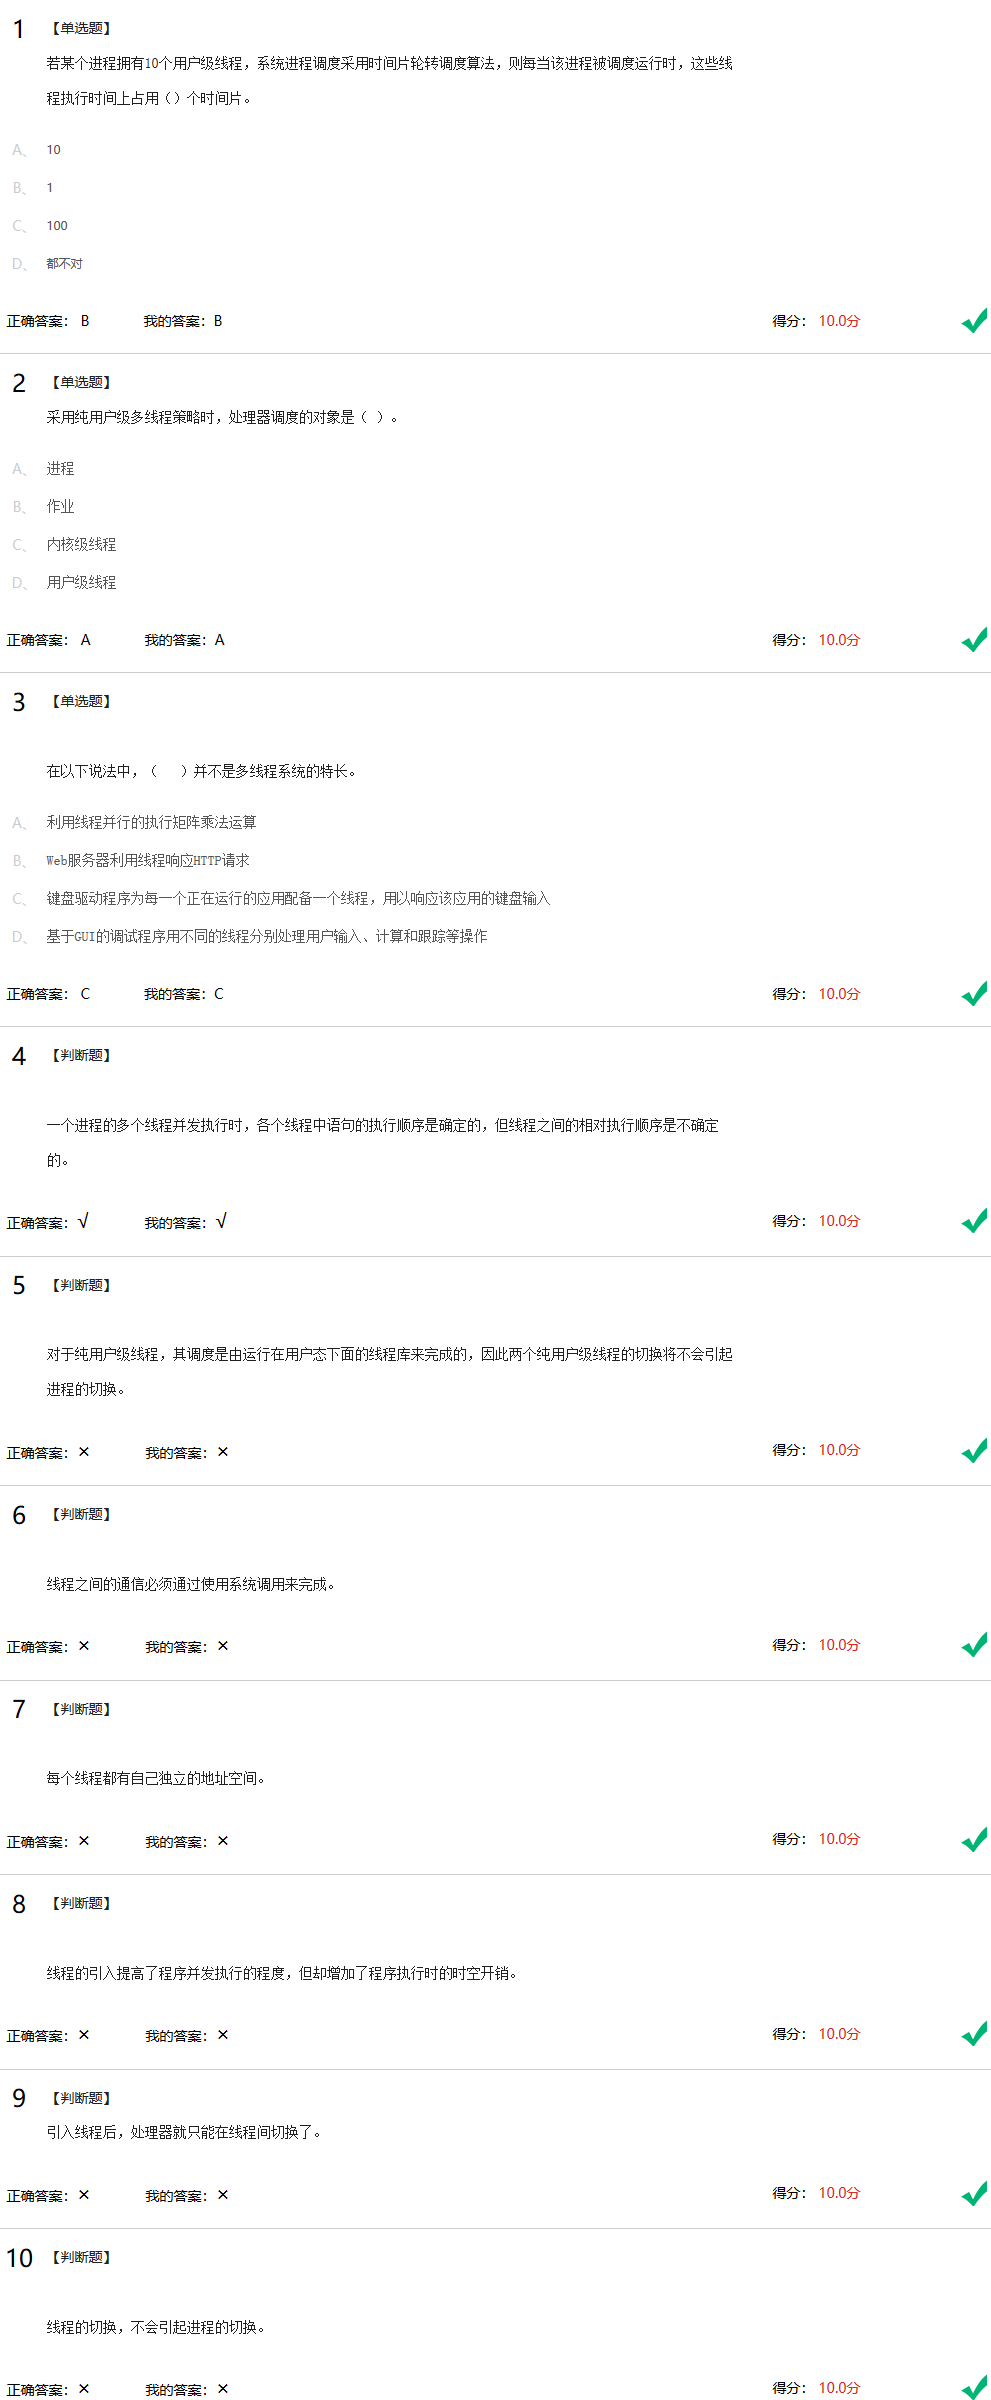 1 【单选题】
若某个进程拥有10个用户级线程，系统进程调度采用时间片轮转调度算法，则每当该进程被调度运行时，这些线
程执行时间上占用（）个时间片。
A、 10
B、 1
C、 100
D、 都不对
正确答案： B 我的答案：B 得分： 10.0分
2 【单选题】
采用纯用户级多线程策略时，处理器调度的对象是（ ）。
A、 进程
B、 作业
C、 内核级线程
D、 用户级线程
正确答案： A 我的答案：A 得分： 10.0分
3 【单选题】
在以下说法中，（ ）并不是多线程系统的特长。
A、 利用线程并行的执行矩阵乘法运算
B、 Web服务器利用线程响应HTTP请求
C、 键盘驱动程序为每一个正在运行的应用配备一个线程，用以响应该应用的键盘输入
D、 基于GUI的调试程序用不同的线程分别处理用户输入、计算和跟踪等操作
正确答案： C 我的答案：C 得分： 10.0分
4 【判断题】
一个进程的多个线程并发执行时，各个线程中语句的执行顺序是确定的，但线程之间的相对执行顺序是不确定
的。
正确答案：√ 我的答案：√ 得分： 10.0分
5 【判断题】
对于纯用户级线程，其调度是由运行在用户态下面的线程库来完成的，因此两个纯用户级线程的切换将不会引起
进程的切换。
正确答案：× 我的答案：× 得分： 10.0分
6 【判断题】
线程之间的通信必须通过使用系统调用来完成。
正确答案：× 我的答案：× 得分： 10.0分
7 【判断题】
每个线程都有自己独立的地址空间。
正确答案：× 我的答案：× 得分： 10.0分
8 【判断题】
线程的引入提高了程序并发执行的程度，但却增加了程序执行时的时空开销。
正确答案：× 我的答案：× 得分： 10.0分
9 【判断题】
引入线程后，处理器就只能在线程间切换了。
正确答案：× 我的答案：× 得分： 10.0分
10 【判断题】
线程的切换，不会引起进程的切换。
正确答案：× 我的答案：× 得分： 10.0分